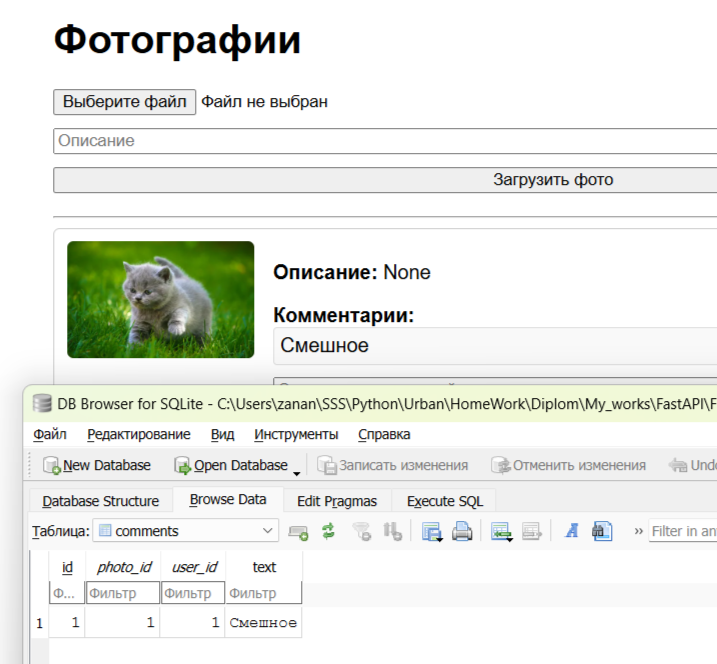 Фотографии
Выберите файл Файл не выбран
Описание
Загрузить фото
Описание: None
Комментарии:
Смешное
DB Browser for SQLite - C:\Users\zanan\SSS\Python\Urban\HomeWork\Diplom\My_works\FastAPI\F
Файл Редактирование Вид Инструменты Справка
New Database Open Database Записать изменения Отменить изменения Undo
Database Structure Browse Data Edit Pragmas Execute SQL
Таблица: comments » Filter in an
id photo_id user_id text
Ф... Фильтр Фильтр Фильтр
1 1 1 1 Смешное